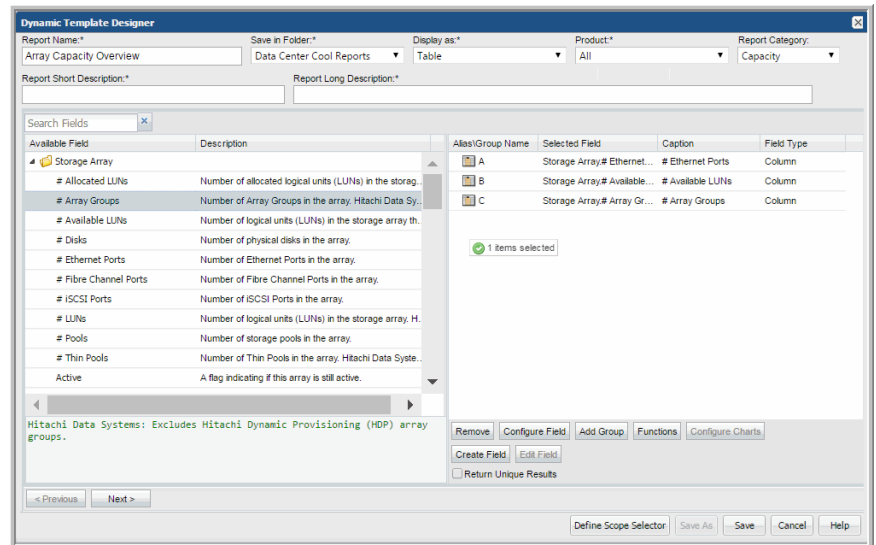 Dynamic Template Designer
Report Name:* Save in Folder:* Display as:* Product:* Report Category:
Array Capacity Overview Data Center Cool Reports Table All Capacity
Report Short Description:* Report Long Description:*
Search Fields
Available Field Description Alias\Group Name Selected Field Caption Field Type
Storage Array A Storage Array.# Ethernet... # Ethernet Ports Column
# Allocated LUNs Number of allocated logical units (LUNs) in the storag.. B Storage Array.# Available... # Available LUNs Column
# Array Groups Number of Array Groups in the array. Hitachi Data Sy.. C Storage Array.# Array Gr... # Array Groups Column
# Available LUNs Number of logical units (LUNs) in the storage array th.
# Disks Number of physical disks in the array.
1 items selected
# Ethernet Ports Number of Ethernet Ports in the array.
# Fibre Channel Ports Number of Fibre Channel Ports in the array.
# iSCSI Ports Number of iSCSI Ports in the array.
# LUNs Number of logical units (LUNs) in the storage array. H.
# Pools Number of storage pools in the array.
# Thin Pools Number of Thin Pools in the array. Hitachi Data Syste..
Active A flag indicating if this array is still active.
Hitachi Data Systems: Excludes Hitachi Dynamic Provisioning (HDP) array
groups.
Remove Configure Field Add Group Functions Configure Charts
Create Field Edit Field
Return Unique Results
< Previous Next >
Define Scope Selector Save As Save Cancel Help